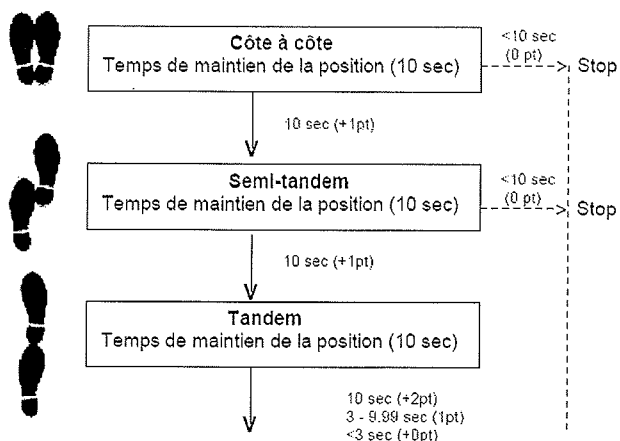 Côte à côte
Temps de maintien de la position (10 sec)
<10 sec
(0 pt)
Stop
10 sec (+1pt)
Semi-tandem
Temps de maintien de la position (10 sec)
<10 sec
(0 pt)
Stop
10 sec (+1pt)
Tandem
Temps de maintien de la position (10 sec)
10 sec (+2pt)
3 - 9.99 sec (1pt)
<3 sec (+0pt)